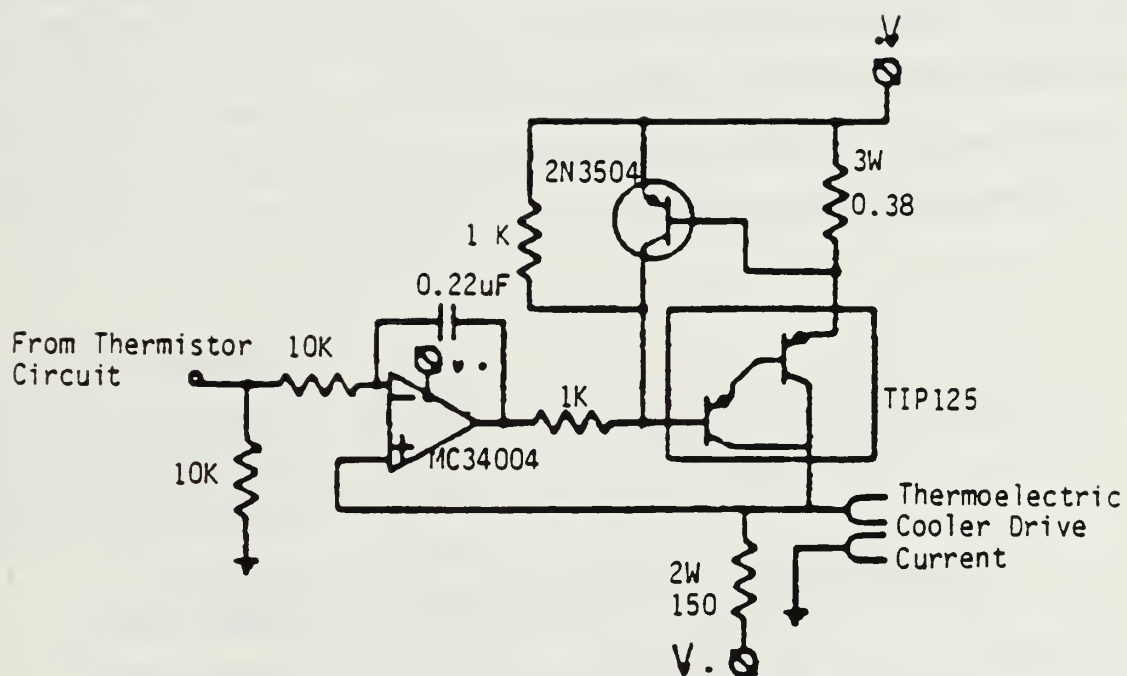 .V
3W
0.38
2N3504
1 K
0.22uF
From Thermistor
Circuit
10K
V.
1K
TIP125
10K
MC34004
Thermoelectric
Cooler Drive
Current
2W
150
V.